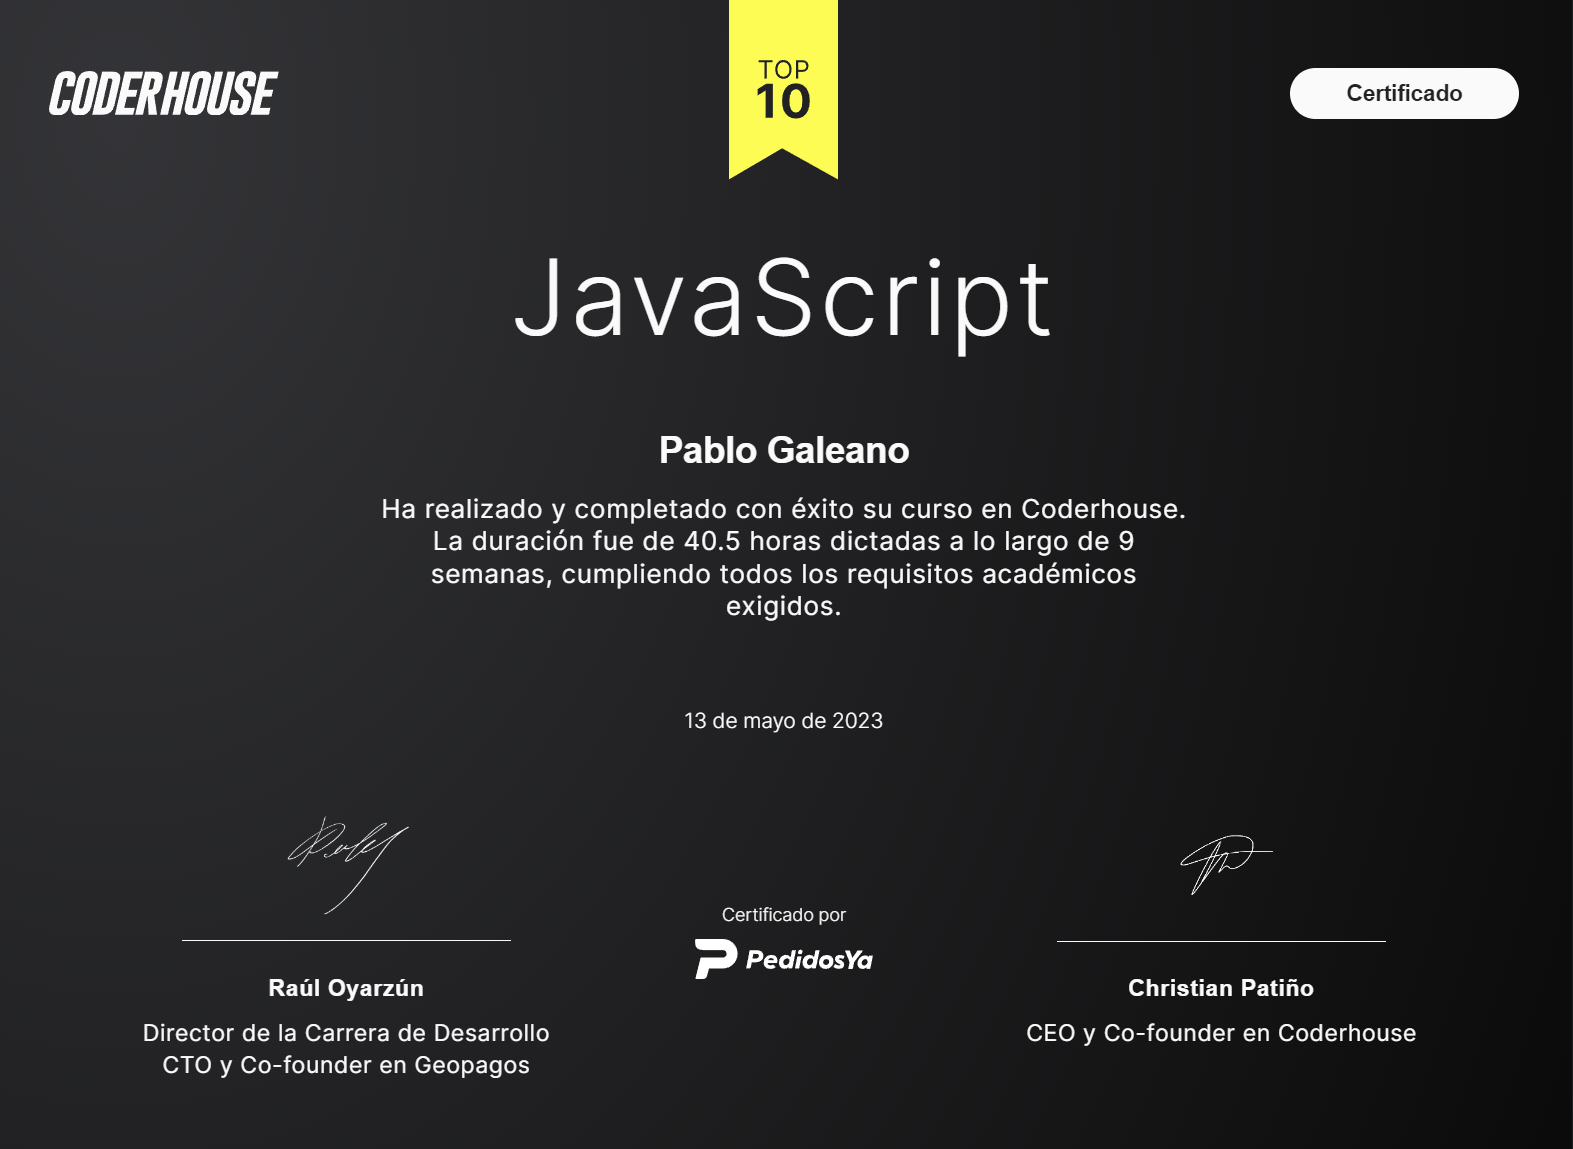 CODERHOUSE
TOP
10
Certificado
JavaScript
Pablo Galeano
Ha realizado y completado con éxito su curso en Coderhouse.
La duración fue de 40.5 horas dictadas a lo largo de 9
semanas, cumpliendo todos los requisitos académicos
exigidos.
13 de mayo de 2023
Certificado por
PedidosYa
Raúl Oyarzún
Director de la Carrera de Desarrollo
CTO y Co-founder en Geopagos
Christian Patiño
CEO y Co-founder en Coderhouse